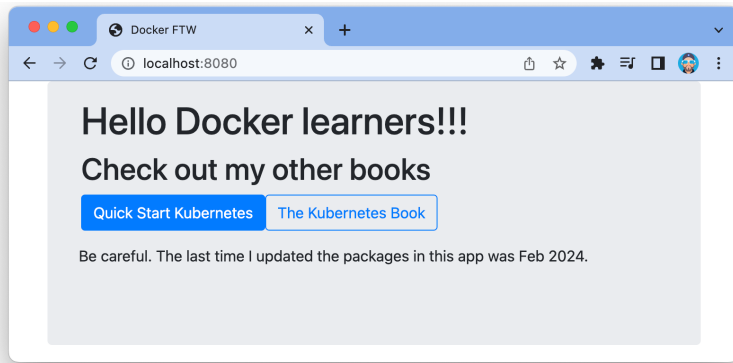 Docker FTW
localhost:8080
Hello Docker learners!!!
Check out my other books
Quick Start Kubernetes The Kubernetes Book
Be careful. The last time I updated the packages in this app was Feb 2024.